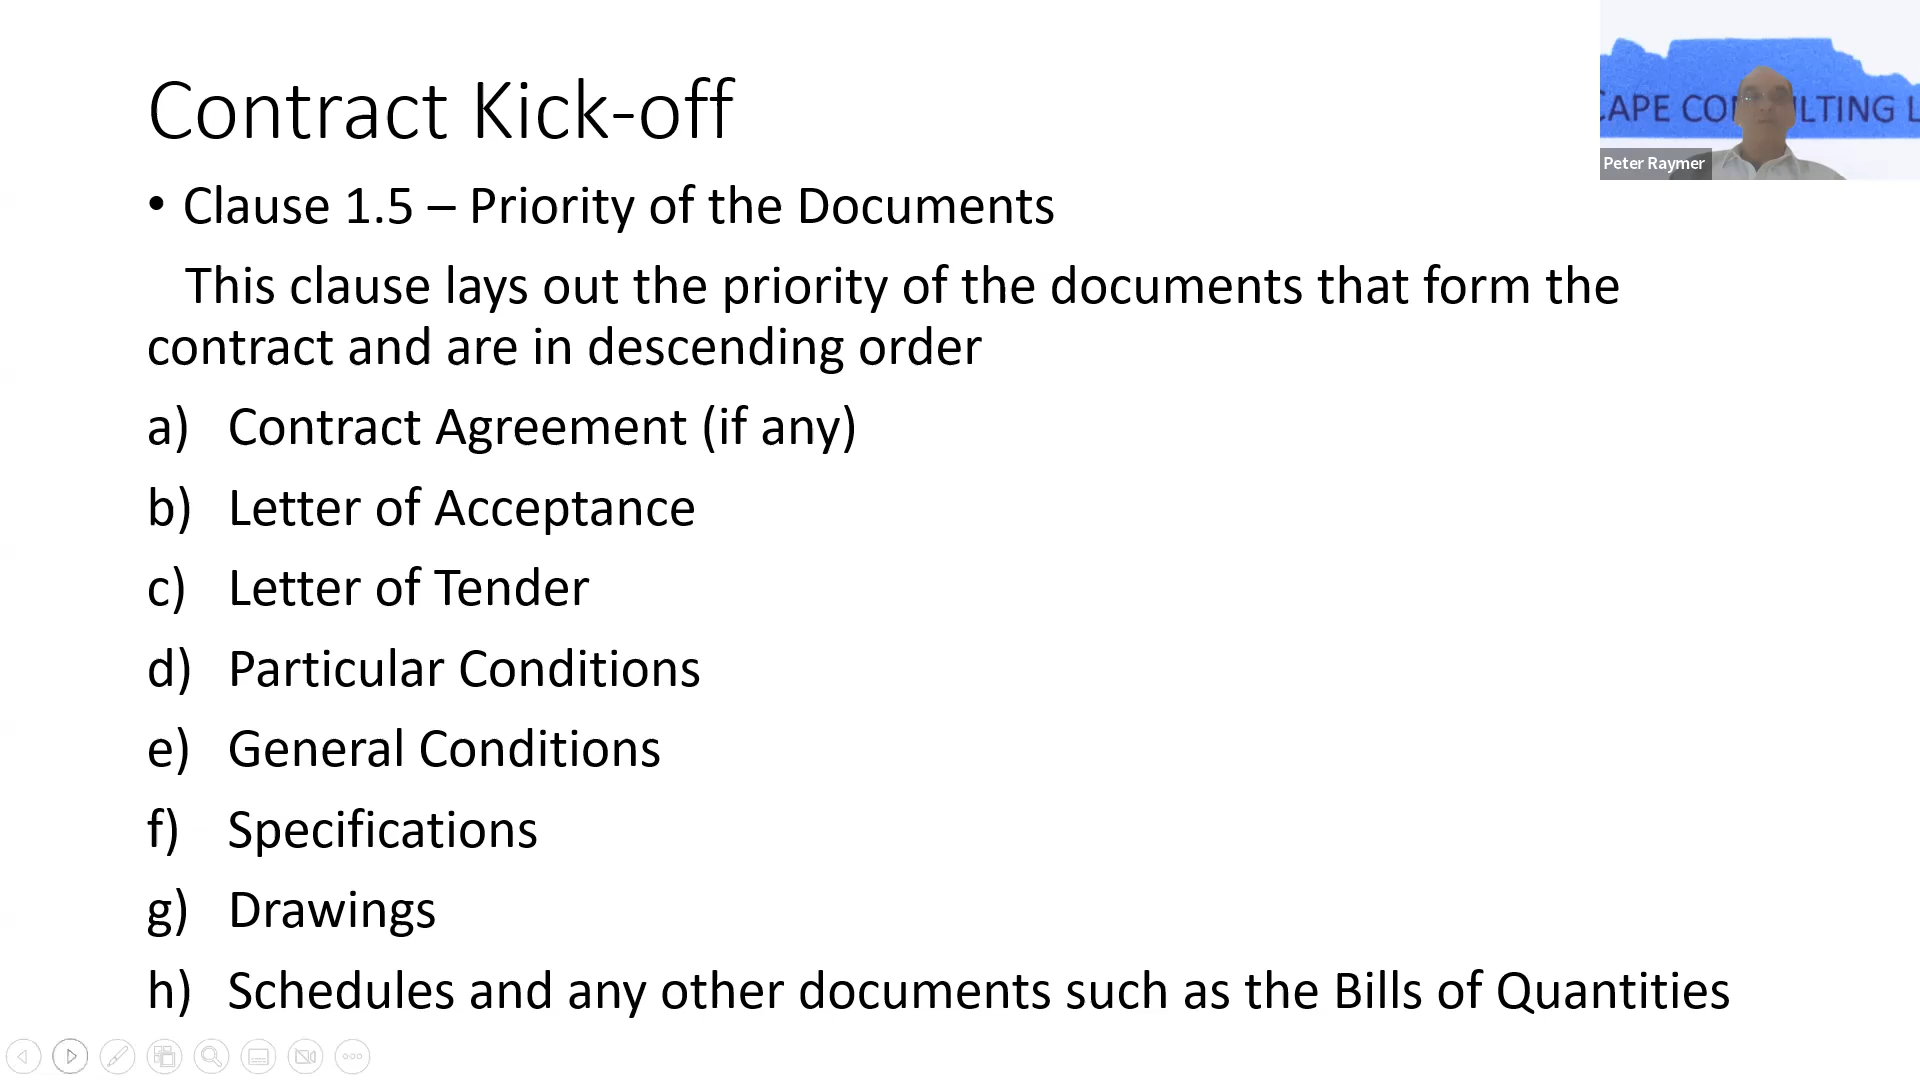 Contract Kick-off
• Clause 1.5 – Priority of the Documents
This clause lays out the priority of the documents that form the
contract and are in descending order
a) Contract Agreement (if any)
b) Letter of Acceptance
c) Letter of Tender
d) Particular Conditions
e) General Conditions
f) Specifications
g) Drawings
h) Schedules and any other documents such as the Bills of Quantities
Peter Raymer